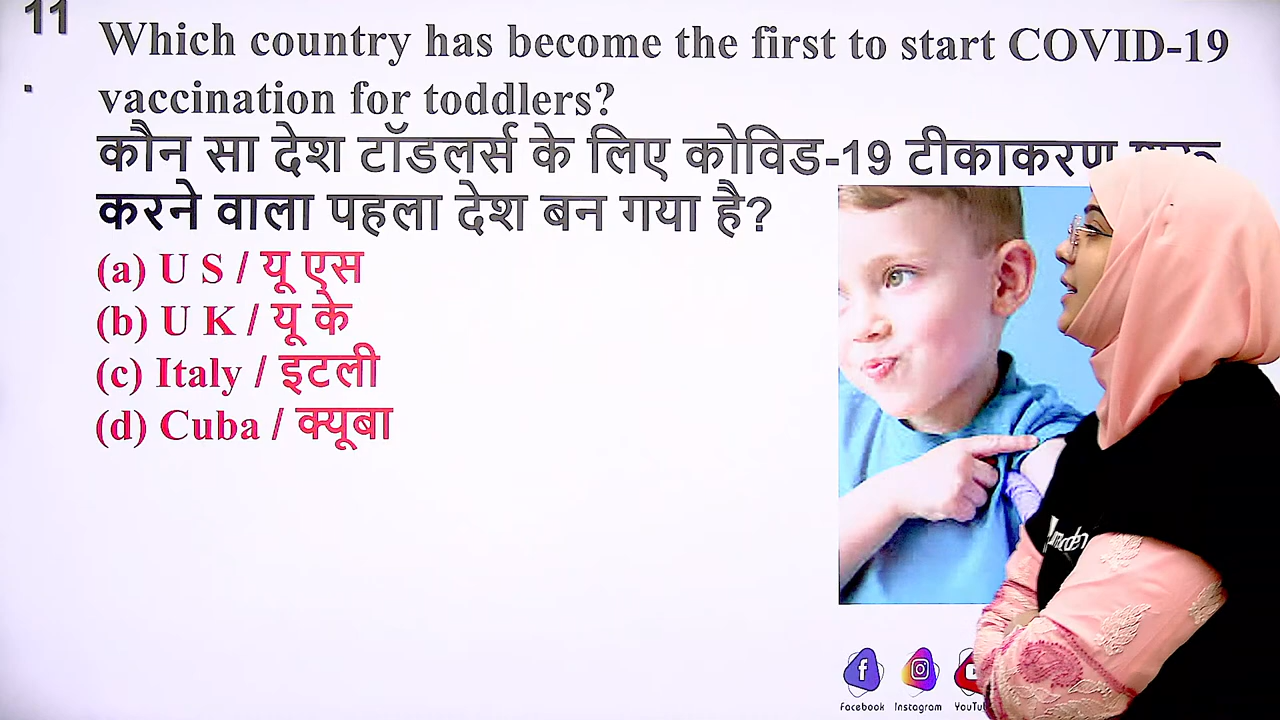 11
.
Which country has become the first to start COVID-19
vaccination for toddlers?
कौन सा देश टॉडलर्स के लिए कोविड-19 टीकाकरण
करने वाला पहला देश बन गया है?
(a) U S / यू एस
(b) U K / यू के
(c) Italy / इटली
(d) Cuba / क्यूबा
Facebook Instagram